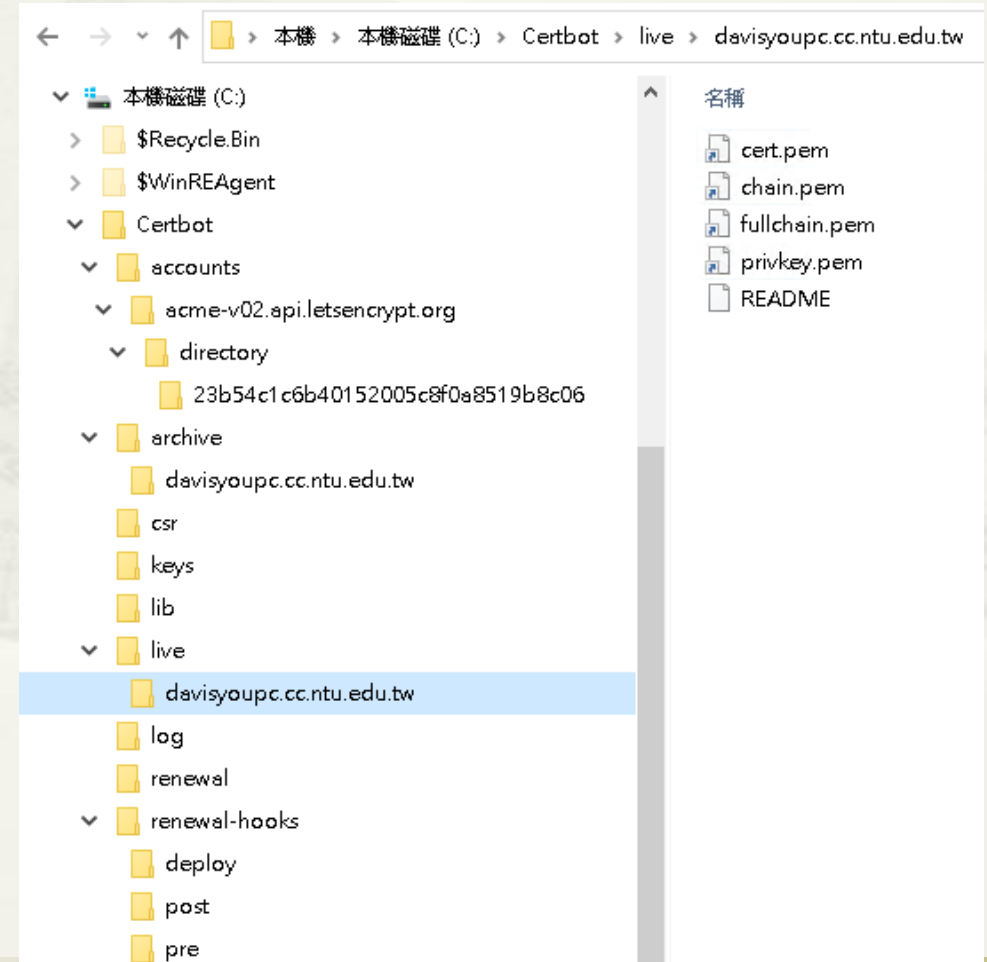 本機 > 本機磁碟 (C:) > Certbot > live > davisyoupc.cc.ntu.edu.tw
本機磁碟 (C:)
$Recycle.Bin
$WinREAgent
Certbot
accounts
acme-v02.api.letsencrypt.org
directory
23b54c1c6b40152005c8f0a8519b8c06
archive
davisyoupc.cc.ntu.edu.tw
csr
keys
lib
live
davisyoupc.cc.ntu.edu.tw
log
renewal
renewal-hooks
deploy
post
pre
名稱
cert.pem
chain.pem
fullchain.pem
privkey.pem
README